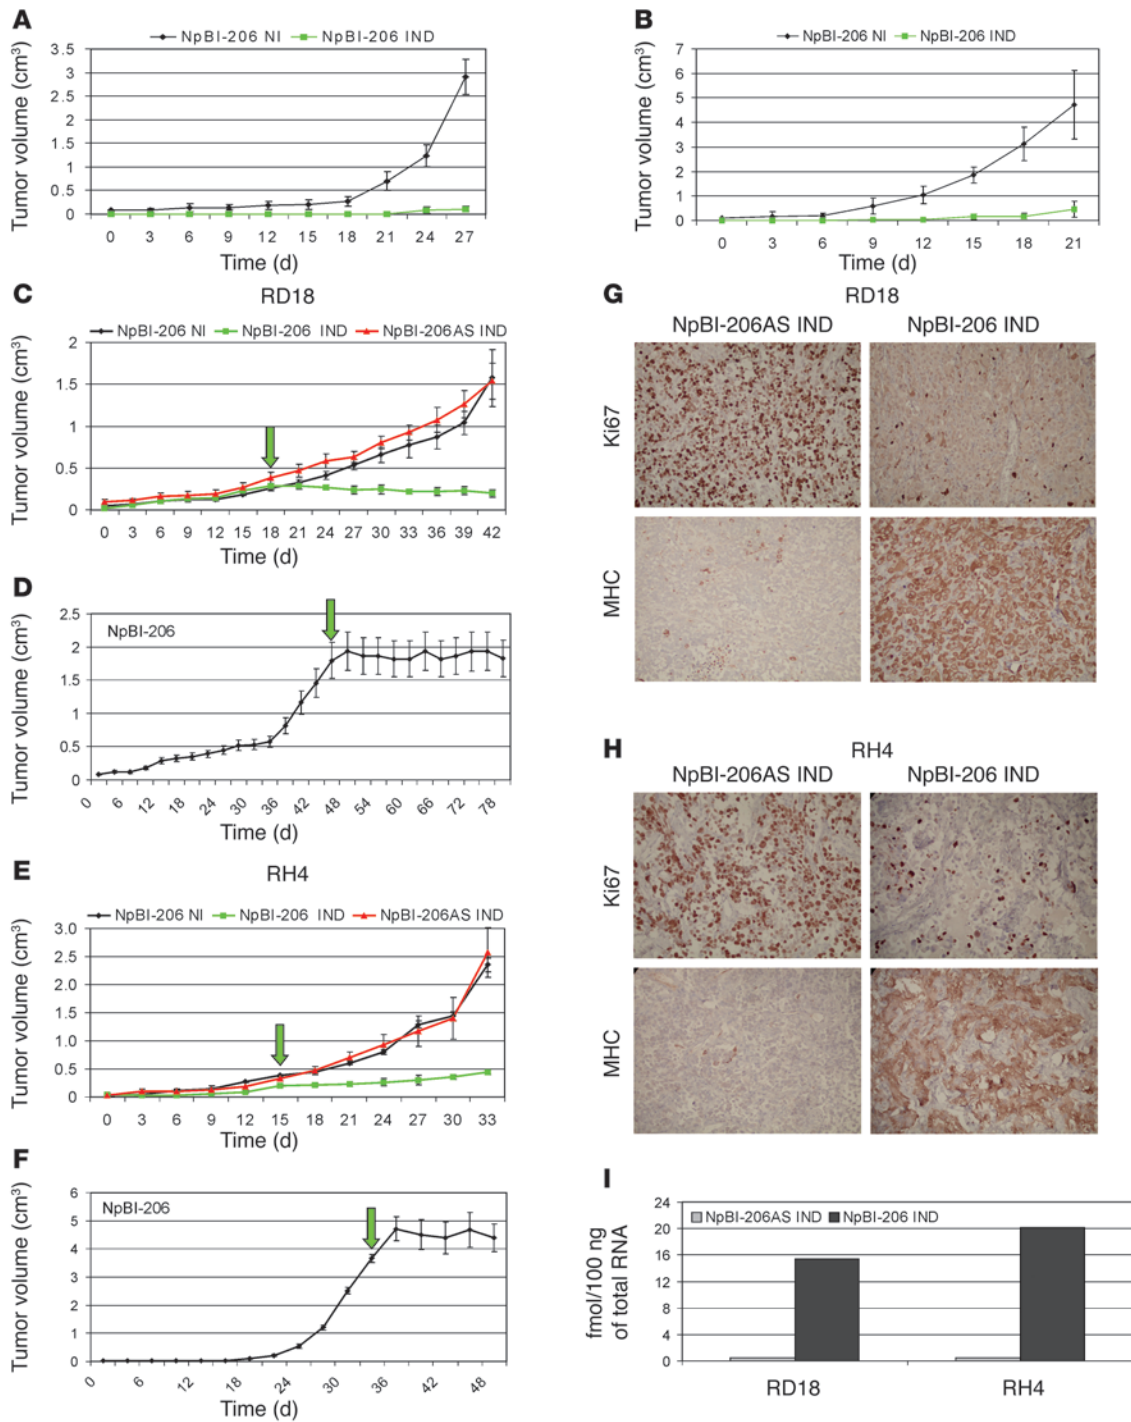 A
NpBI-206 NI NpBI-206 IND
Tumor volume (cm³)
3.5
3
2.5
2
1.5
1
0.5
0
0 3 6 9 12 15 18 21 24 27
Time (d)
B
NpBI-206 NI NpBI-206 IND
Tumor volume (cm³)
7
6
5
4
3
2
1
0
0 3 6 9 12 15 18 21
Time (d)
C
RD18
NpBI-206 NI NpBI-206 IND NpBI-206AS IND
Tumor volume (cm³)
2
1.5
1
0.5
0
0 3 6 9 12 15 18 21 24 27 30 33 36 39 42
Time (d)
D
NpBI-206
Tumor volume (cm³)
2.5
2
1.5
1
0.5
0
0 6 12 18 24 30 36 42 48 54 60 66 72 78
Time (d)
E
RH4
NpBI-206 NI NpBI-206 IND NpBI-206AS IND
Tumor volume (cm³)
3.0
2.5
2.0
1.5
1.0
0.5
0
0 3 6 9 12 15 18 21 24 27 30 33
Time (d)
F
NpBI-206
Tumor volume (cm³)
6
5
4
3
2
1
0
0 6 12 18 24 30 36 42 48
Time (d)
G
RD18
NpBI-206AS IND NpBI-206 IND
Ki67
MHC
H
RH4
NpBI-206AS IND NpBI-206 IND
Ki67
MHC
I
NpBI-206AS IND NpBI-206 IND
fmol/100 ng
of total RNA
24
20
16
12
8
4
0
RD18 RH4